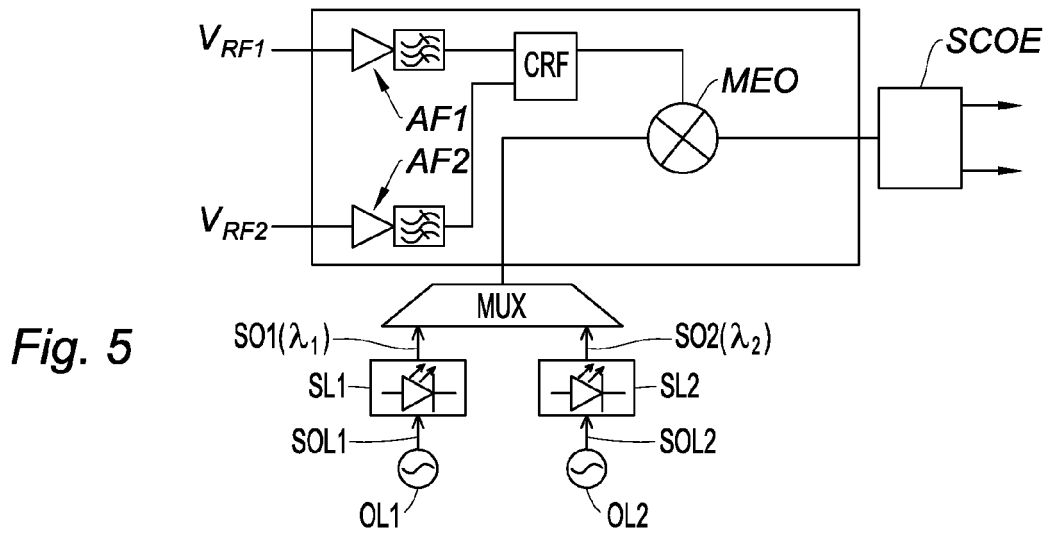 V_RF1
AF1
AF2
V_RF2
CRF
MEO
SCOE
MUX
Fig. 5
SO1(λ₁)
SO2(λ₂)
SL1
SL2
SOL1
SOL2
OL1
OL2